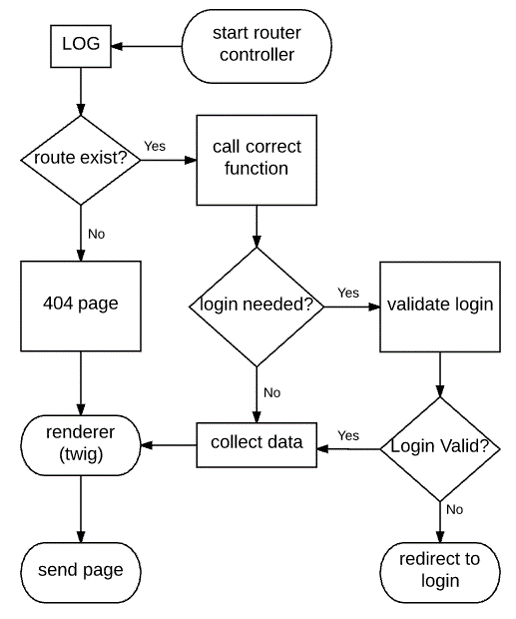 start router
controller
LOG
route exist?
Yes
call correct
function
No
404 page
login needed?
Yes
validate login
No
renderer
(twig)
collect data
Yes
Login Valid?
No
send page
redirect to
login